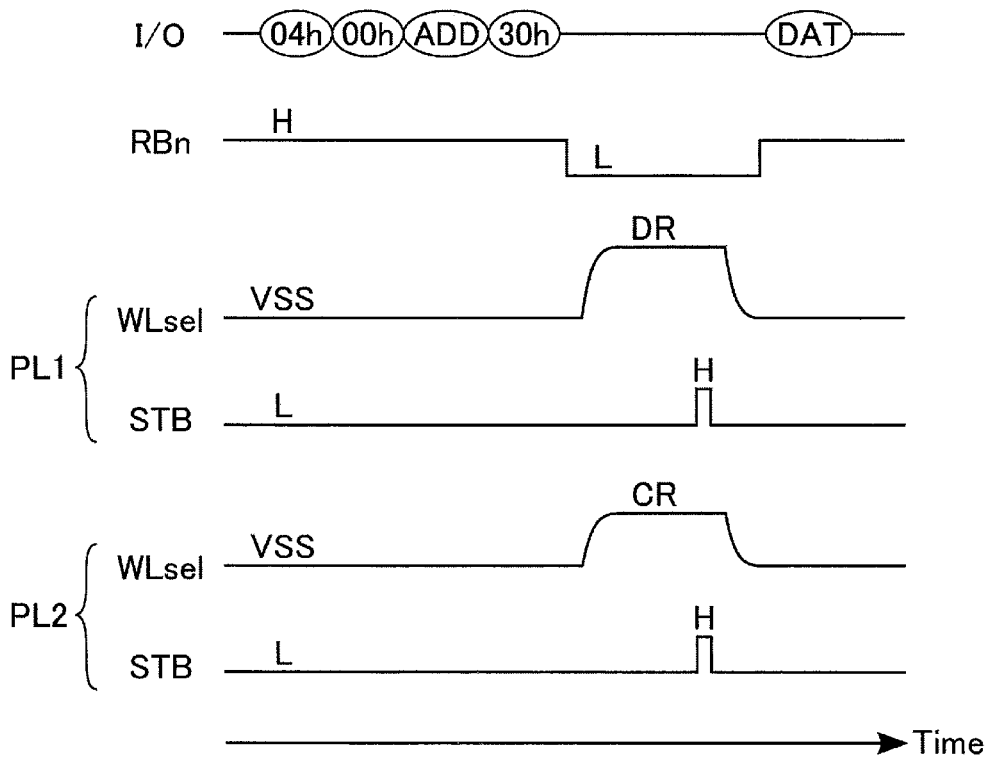 I/O 04h 00h ADD 30h DAT
RBn H L
DR
PL1 WLsel VSS
STB L H
CR
PL2 WLsel VSS
STB L H
Time